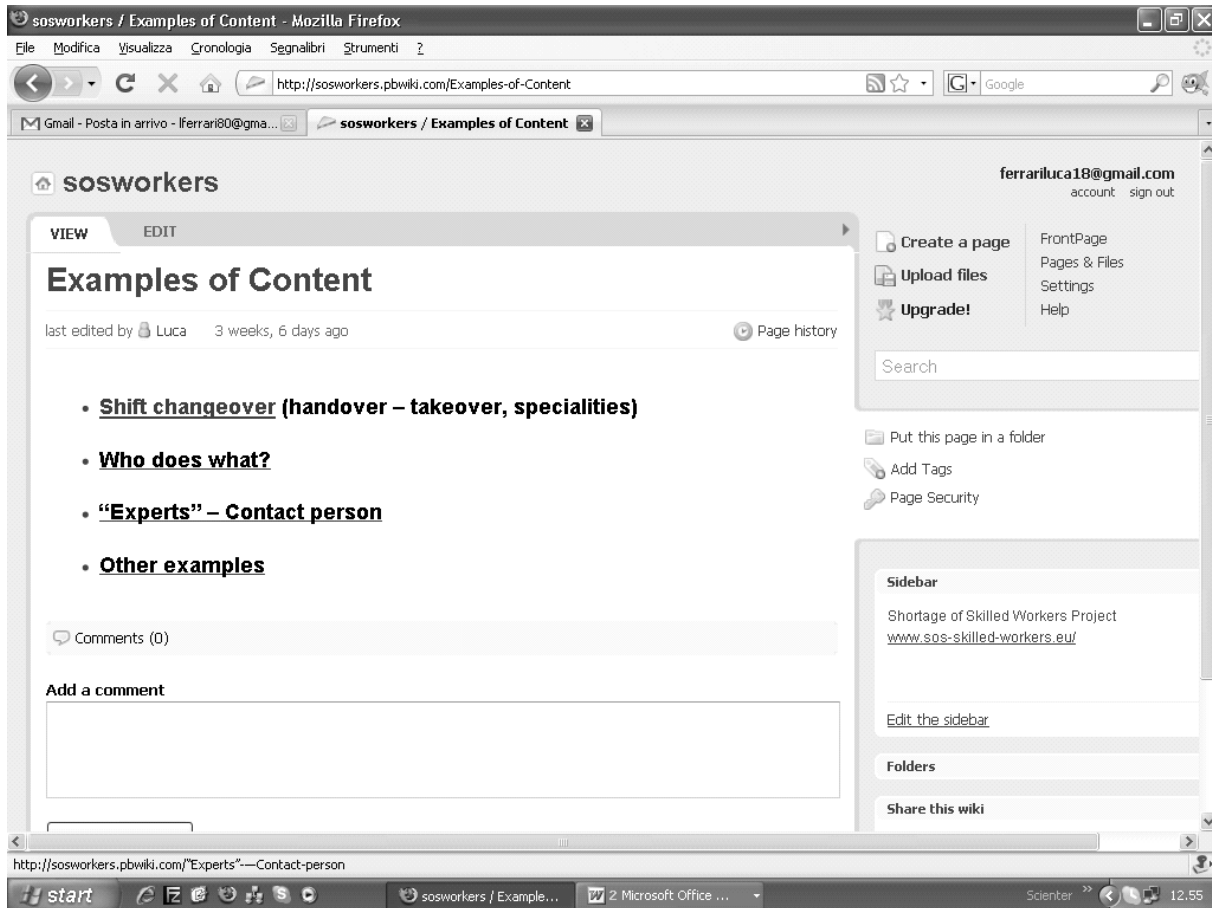 sosworkers / Examples of Content - Mozilla Firefox
File Modifica Visualizza Cronologia Segnalibri Strumenti ?
http://sosworkers.pbwiki.com/Examples-of-Content
G Google
Gmail - Posta in arrivo - lferrari80@gma...
sosworkers / Examples of Content
sosworkers
ferrariluca18@gmail.com
account sign out
VIEW EDIT
Examples of Content
last edited by Luca 3 weeks, 6 days ago
Page history
• Shift changeover (handover – takeover, specialities)
• Who does what?
• “Experts” – Contact person
• Other examples
Comments (0)
Add a comment
Create a page
Upload files
Upgrade!
FrontPage
Pages & Files
Settings
Help
Search
Put this page in a folder
Add Tags
Page Security
Sidebar
Shortage of Skilled Workers Project
www.sos-skilled-workers.eu/
Edit the sidebar
Folders
Share this wiki
http://sosworkers.pbwiki.com/"Experts"-–-Contact-person
start
sosworkers / Example...
2 Microsoft Office ...
Scienter »
12.55